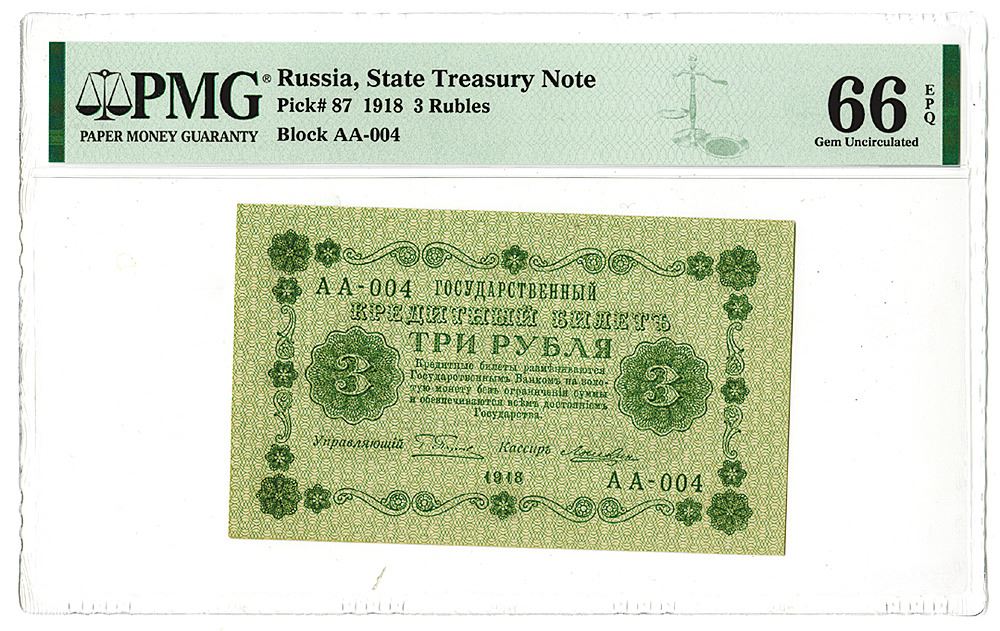 PMG® Russia, State Treasury Note
Pick# 87 1918 3 Rubles
PAPER MONEY GUARANTY Block AA-004
66 EPQ
Gem Uncirculated
АА-004 ГОСУДАРСТВЕННЫЙ
КРЕДИТНЫЙ БИЛЕТЪ
ТРИ РУБЛЯ
3 3
Кредитные билеты размѣниваются
Государственнымъ Банкомъ на золо-
тую монету безъ ограниченія суммы
и обезпечиваются всѣмъ достояніемъ
Государства.
Управляющій Кассиръ
1918 АА-004